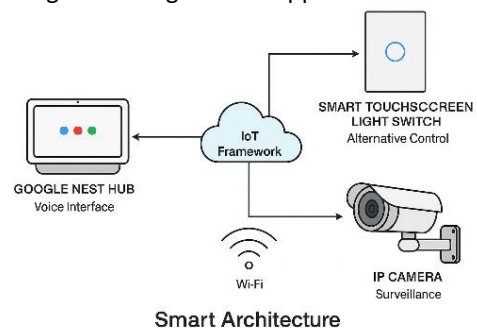 SMART TOUCHSCCREEN
LIGHT SWITCH
Alternative Control
IoT
Framework
GOOGLE NEST HUB
Voice Interface
Wi-Fi
IP CAMERA
Surveillance
Smart Architecture